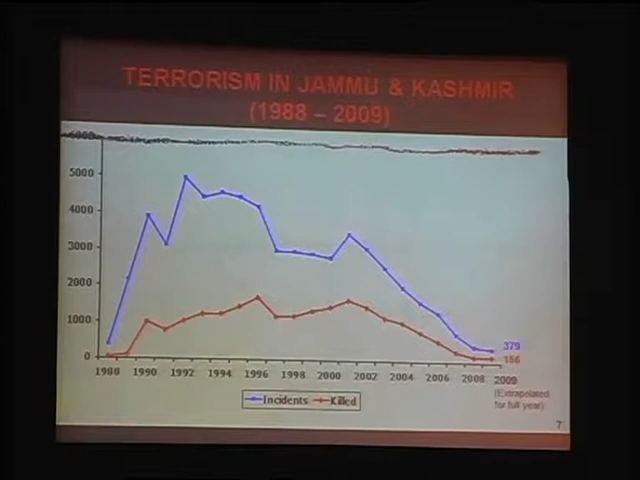 TERRORISM IN JAMMU & KASHMIR
(1988 – 2009)
6000
5000
4000
3000
2000
1000
0
379
156
1988 1990 1992 1994 1996 1998 2000 2002 2004 2006 2008 2009
(Extrapolated
for full year)
Incidents Killed
7